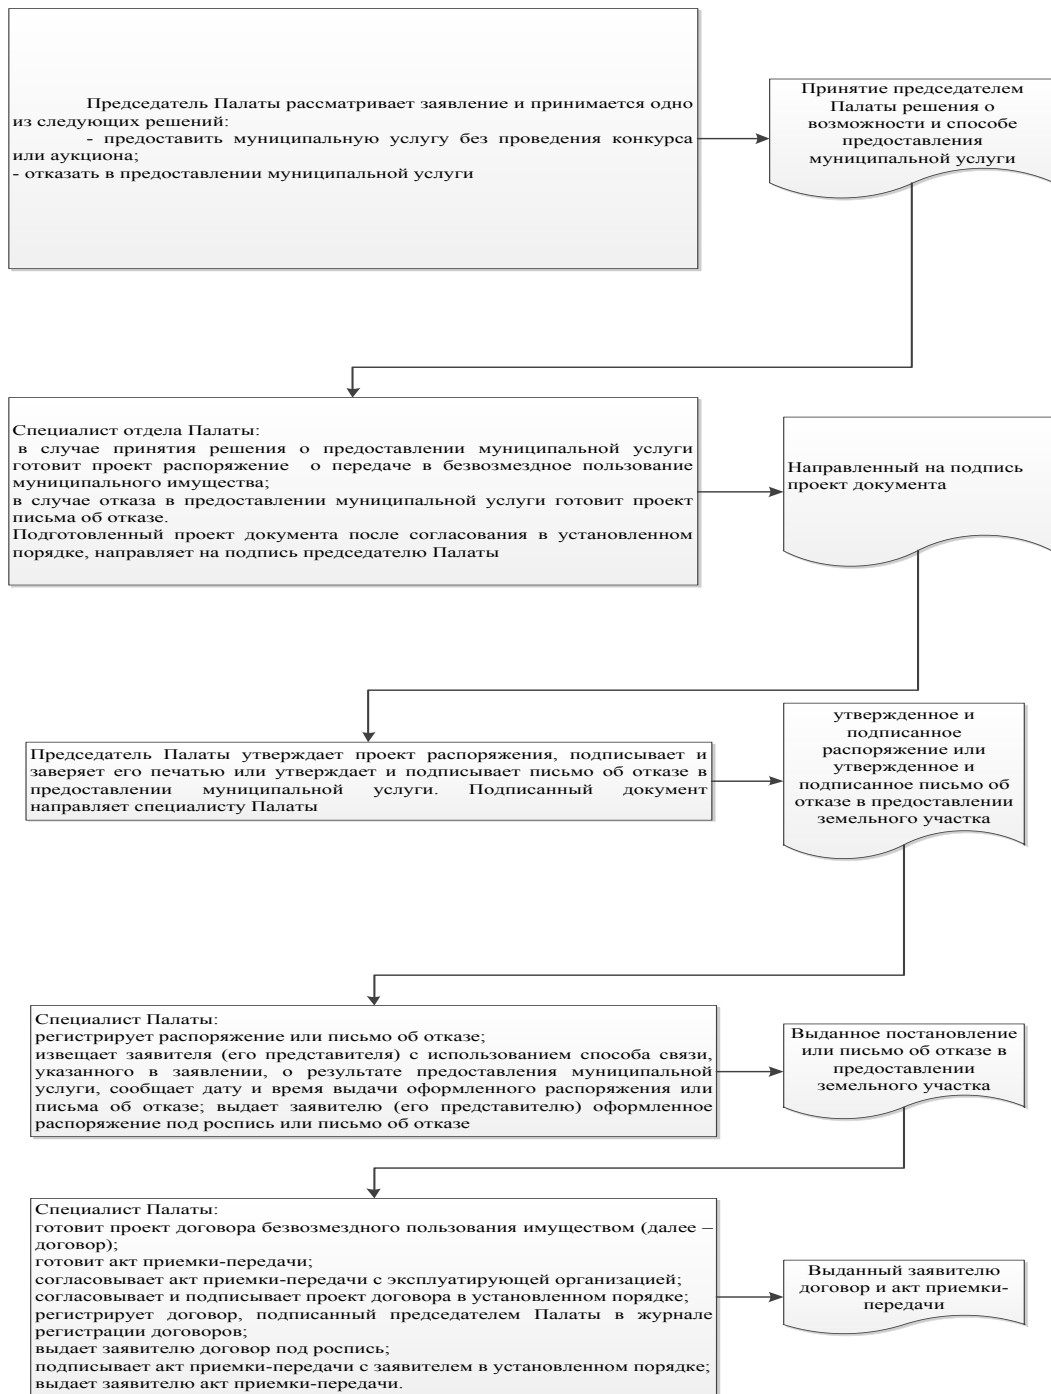 Председатель Палаты рассматривает заявление и принимается одно
из следующих решений:
- предоставить муниципальную услугу без проведения конкурса
или аукциона;
- отказать в предоставлении муниципальной услуги
Принятие председателем
Палаты решения о
возможности и способе
предоставления
муниципальной услуги
Специалист отдела Палаты:
в случае принятия решения о предоставлении муниципальной услуги
готовит проект распоряжение о передаче в безвозмездное пользование
муниципального имущества;
в случае отказа в предоставлении муниципальной услуги готовит проект
письма об отказе.
Подготовленный проект документа после согласования в установленном
порядке, направляет на подпись председателю Палаты
Направленный на подпись
проект документа
Председатель Палаты утверждает проект распоряжения, подписывает и
заверяет его печатью или утверждает и подписывает письмо об отказе в
предоставлении муниципальной услуги. Подписанный документ
направляет специалисту Палаты
утвержденное и
подписанное
распоряжение или
утвержденное и
подписанное письмо об
отказе в предоставлении
земельного участка
Специалист Палаты:
регистрирует распоряжение или письмо об отказе;
извещает заявителя (его представителя) с использованием способа связи,
указанного в заявлении, о результате предоставления муниципальной
услуги, сообщает дату и время выдачи оформленного распоряжения или
письма об отказе; выдает заявителю (его представителю) оформленное
распоряжение под роспись или письмо об отказе
Выданное постановление
или письмо об отказе в
предоставлении
земельного участка
Специалист Палаты:
готовит проект договора безвозмездного пользования имуществом (далее –
договор);
готовит акт приемки-передачи;
согласовывает акт приемки-передачи с эксплуатирующей организацией;
согласовывает и подписывает проект договора в установленном порядке;
регистрирует договор, подписанный председателем Палаты в журнале
регистрации договоров;
выдает заявителю договор под роспись;
подписывает акт приемки-передачи с заявителем в установленном порядке;
выдает заявителю акт приемки-передачи.
Выданный заявителю
договор и акт приемки-
передачи